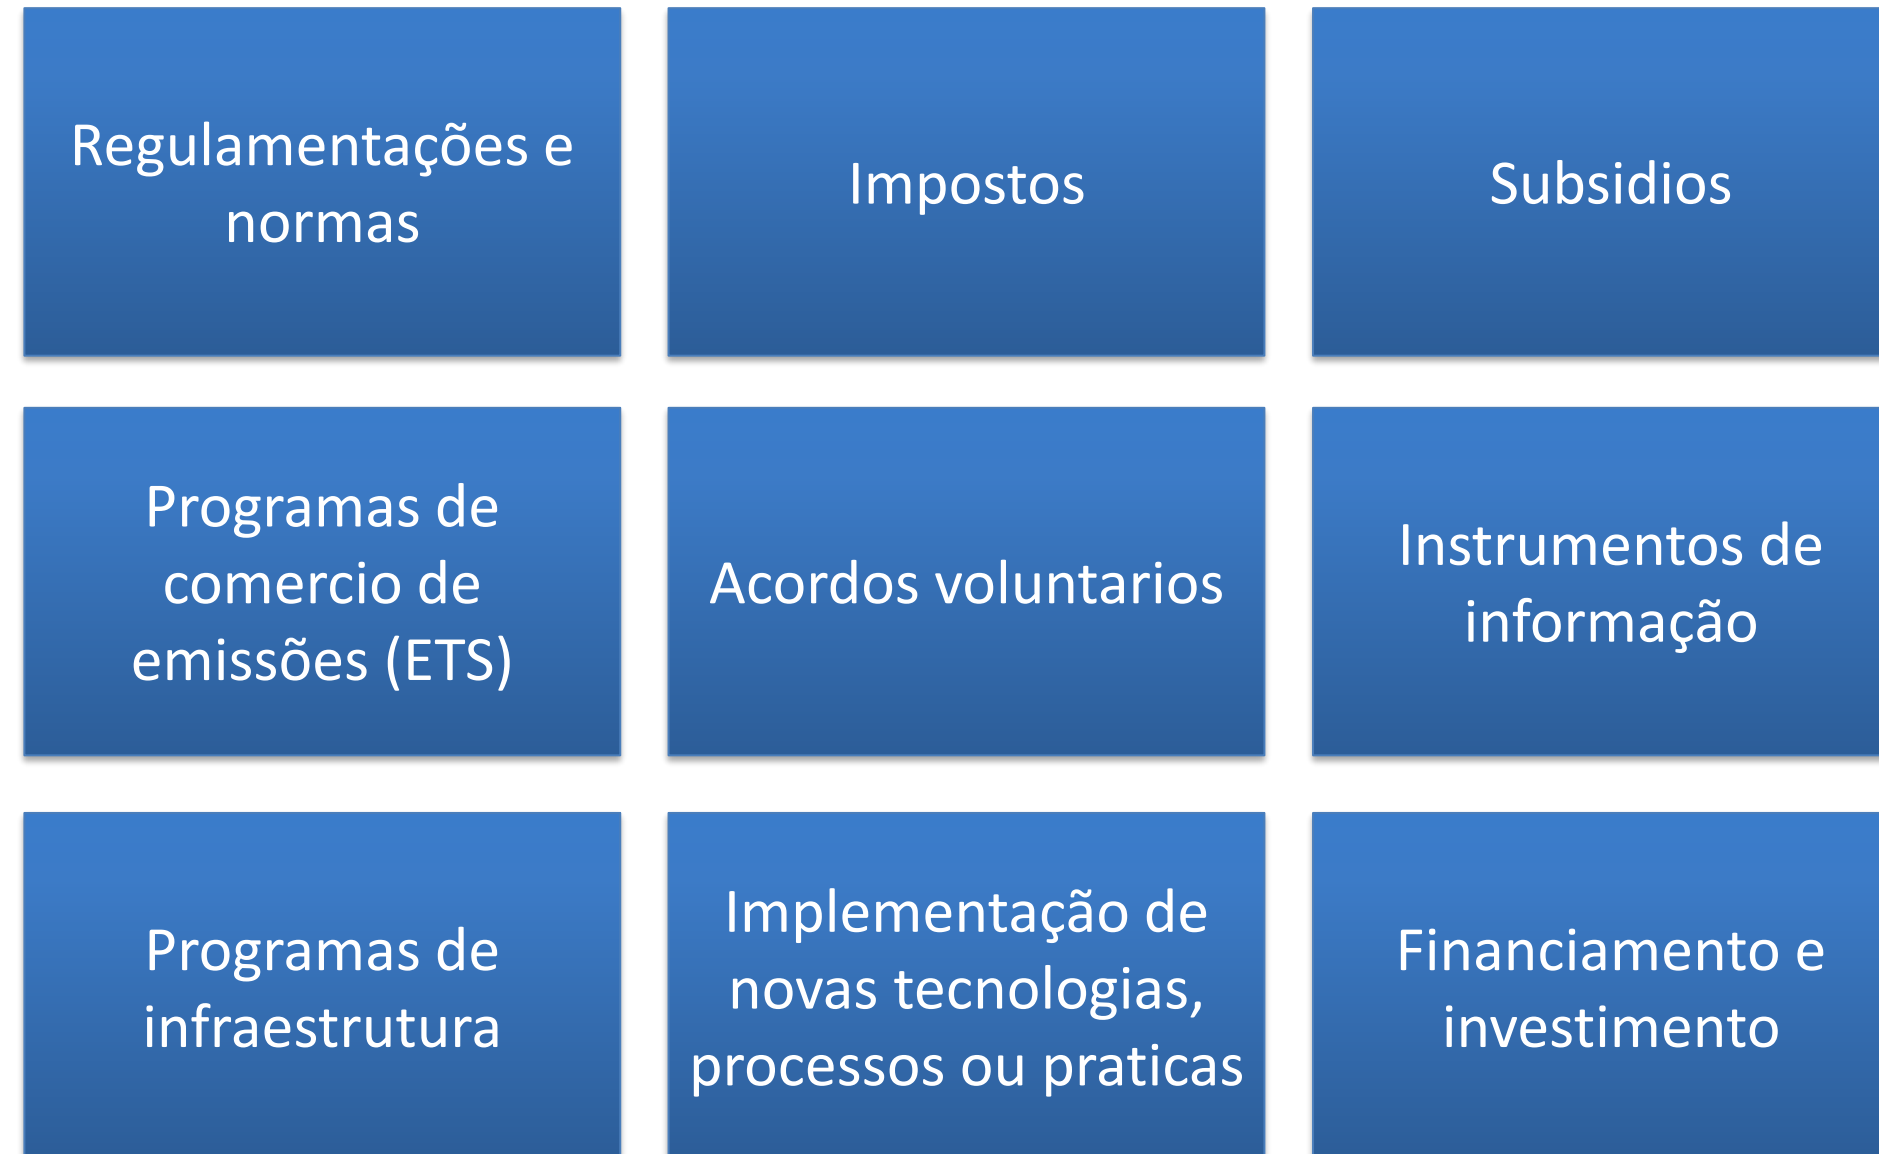 Regulamentações e
normas
Impostos
Subsidios
Programas de
comercio de
emissões (ETS)
Acordos voluntarios
Instrumentos de
informação
Programas de
infraestrutura
Implementação de
novas tecnologias,
processos ou praticas
Financiamento e
investimento